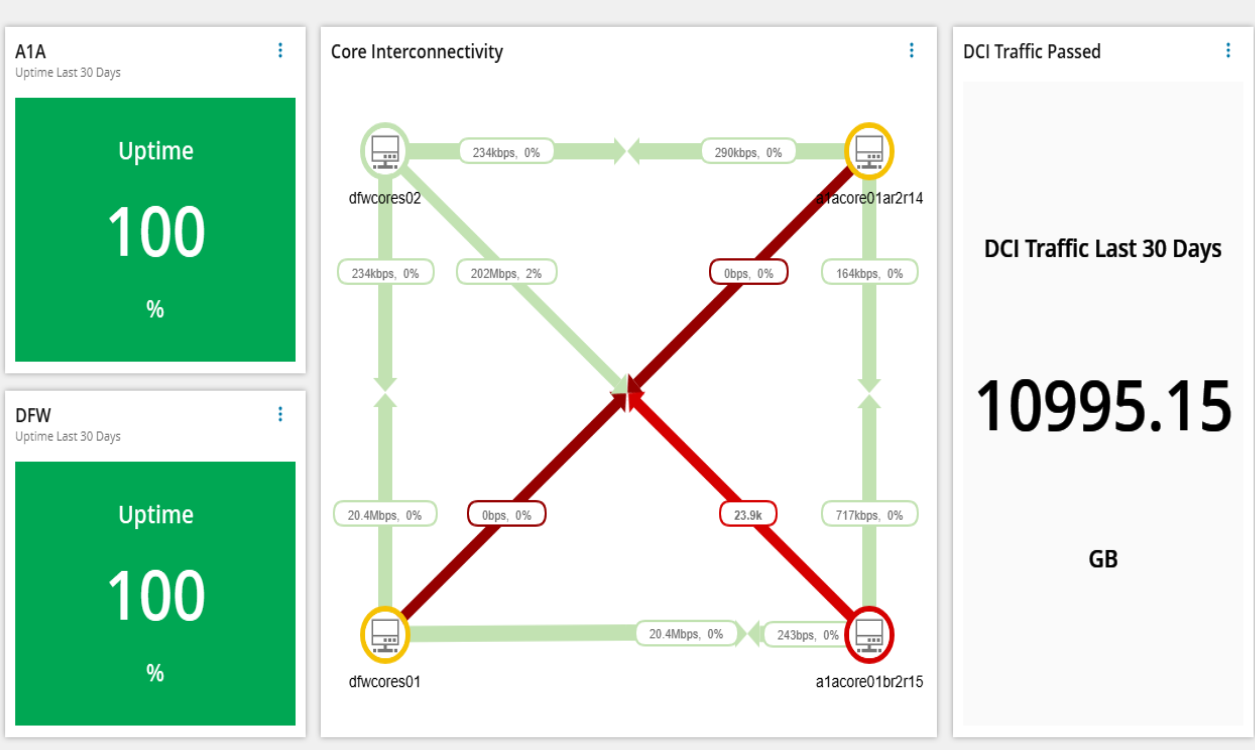 A1A
Uptime Last 30 Days
Uptime
100
%
DFW
Uptime Last 30 Days
Uptime
100
%
Core Interconnectivity
234kbps, 0%
290kbps, 0%
dfwcores02
a1acore01ar2r14
234kbps, 0%
202Mbps, 2%
0bps, 0%
164kbps, 0%
20.4Mbps, 0%
0bps, 0%
23.9k
717kbps, 0%
20.4Mbps, 0%
243bps, 0%
dfwcores01
a1acore01br2r15
DCI Traffic Passed
DCI Traffic Last 30 Days
10995.15
GB